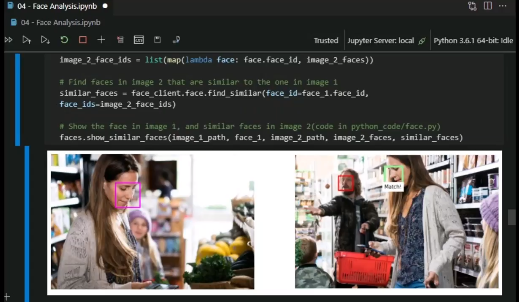 04 - Face Analysis.ipynb
04 - Face Analysis.ipynb
Trusted
Jupyter Server: local
Python 3.6.1 64-bit: Idle
image_2_face_ids = list(map(lambda face: face.face_id, image_2_faces))
# Find faces in image 2 that are similar to the one in image 1
similar_faces = face_client.face.find_similar(face_id=face_1.face_id,
face_ids=image_2_face_ids)
# Show the face in image 1, and similar faces in image 2(code in python_code/face.py)
faces.show_similar_faces(image_1_path, face_1, image_2_path, image_2_faces, similar_faces)
Match!